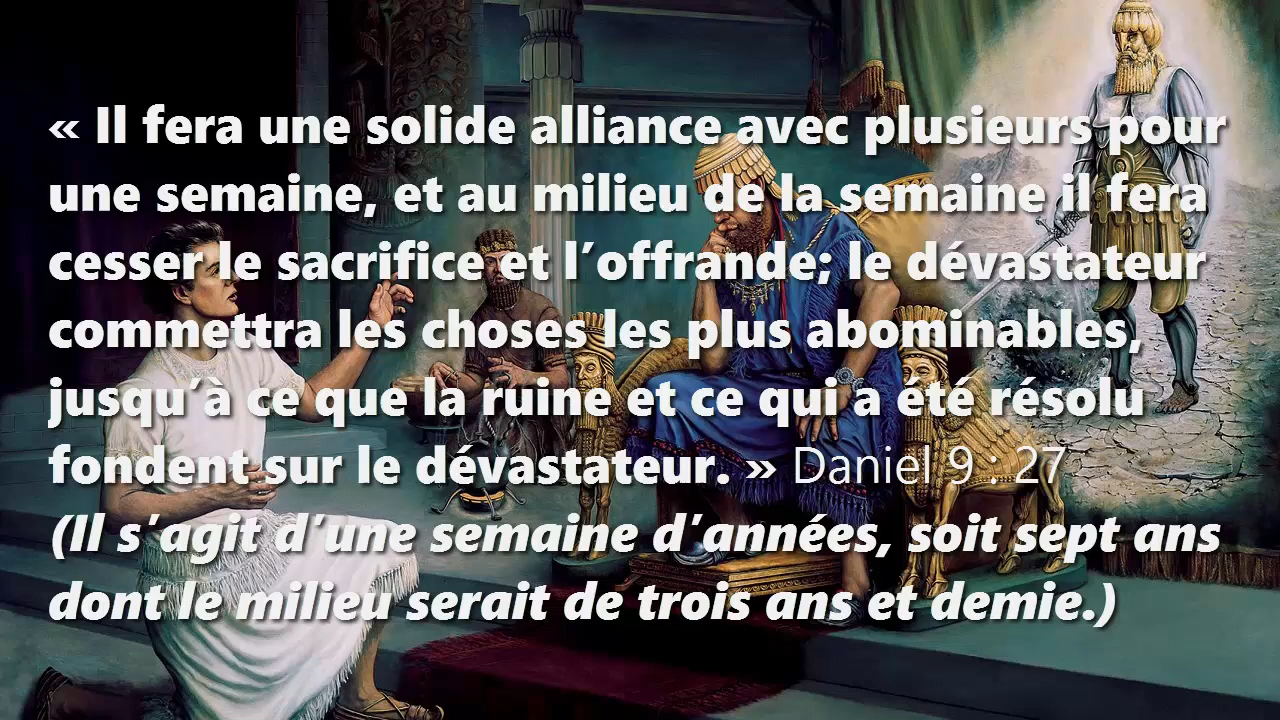 « Il fera une solide alliance avec plusieurs pour
une semaine, et au milieu de la semaine il fera
cesser le sacrifice et l´offrande; le dévastateur
commettra les choses les plus abominables,
jusqu´à ce que la ruine et ce qui a été résolu
fondent sur le dévastateur. » Daniel 9 : 27
(Il s´agit d´une semaine d´années, soit sept ans
dont le milieu serait de trois ans et demie.)